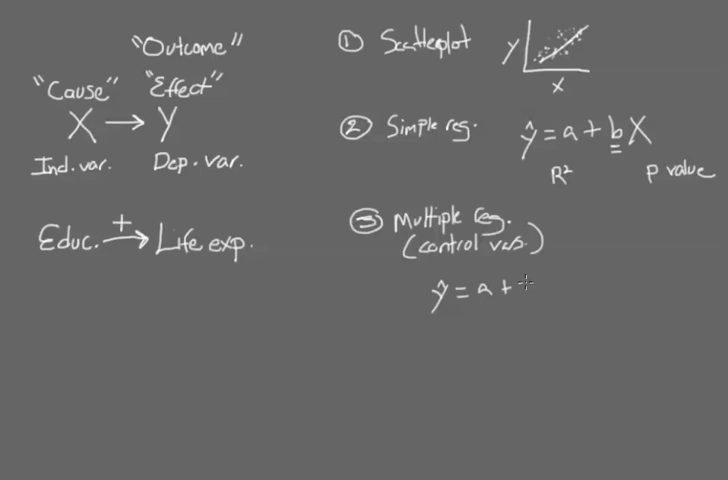 "Outcome"
"Cause" "Effect"
X → Y
Ind. var. Dep. var.
Educ. + → Life exp.
① Scatterplot
Y
X
② Simple reg. ŷ = a + bX
R² p value
③ Multiple reg.
(control vars.)
ŷ = a +